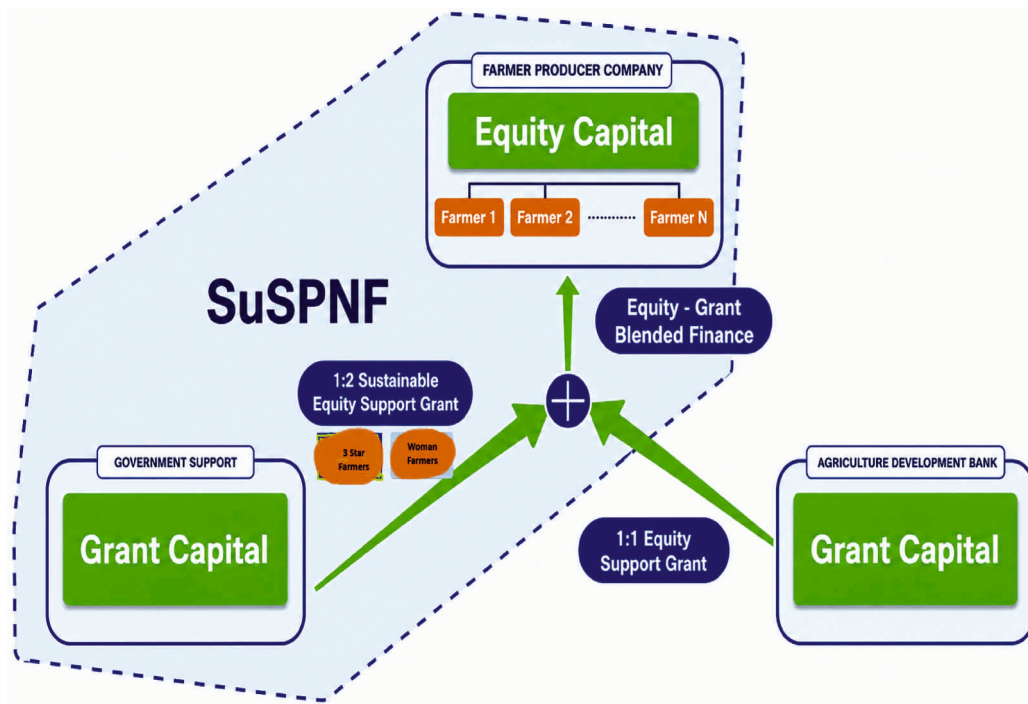 FARMER PRODUCER COMPANY
Equity Capital
Farmer 1
Farmer 2
............
Farmer N
SuSPNF
Equity - Grant
Blended Finance
1:2 Sustainable
Equity Support Grant
3 Star
Farmers
Woman
Farmers
GOVERNMENT SUPPORT
Grant Capital
1:1 Equity
Support Grant
AGRICULTURE DEVELOPMENT BANK
Grant Capital